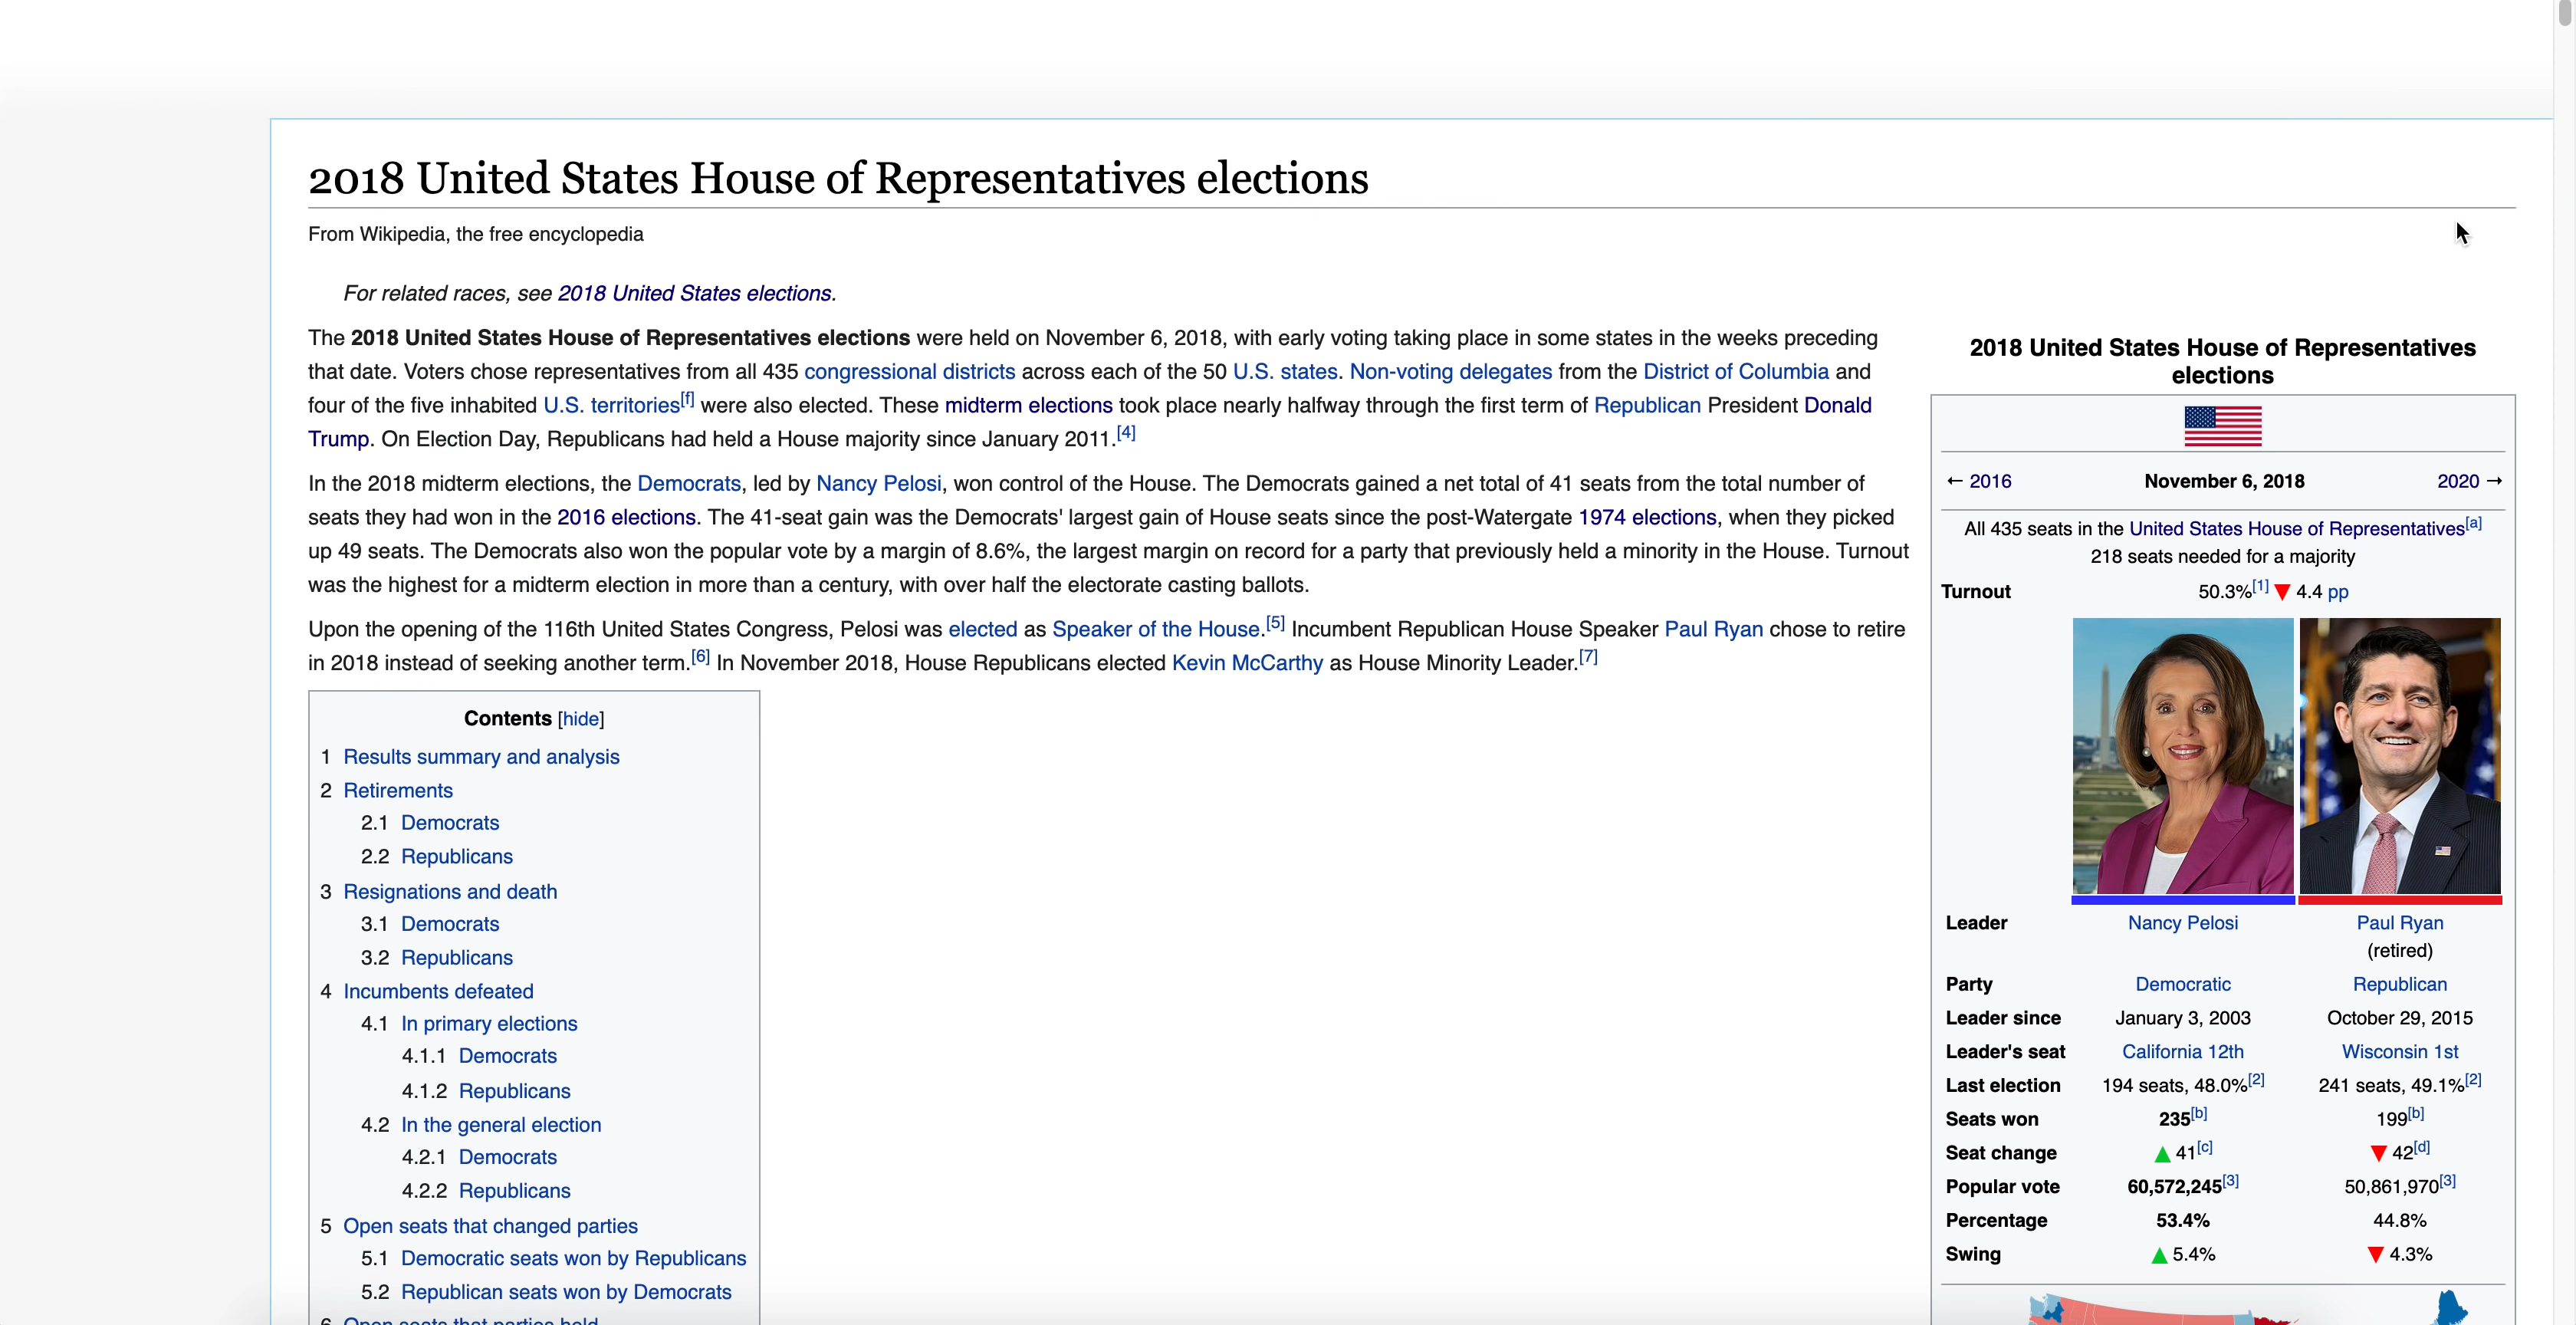 2018 United States House of Representatives elections
From Wikipedia, the free encyclopedia
For related races, see 2018 United States elections.
The 2018 United States House of Representatives elections were held on November 6, 2018, with early voting taking place in some states in the weeks preceding
that date. Voters chose representatives from all 435 congressional districts across each of the 50 U.S. states. Non-voting delegates from the District of Columbia and
four of the five inhabited U.S. territories[f] were also elected. These midterm elections took place nearly halfway through the first term of Republican President Donald
Trump. On Election Day, Republicans had held a House majority since January 2011.[4]
In the 2018 midterm elections, the Democrats, led by Nancy Pelosi, won control of the House. The Democrats gained a net total of 41 seats from the total number of
seats they had won in the 2016 elections. The 41-seat gain was the Democrats' largest gain of House seats since the post-Watergate 1974 elections, when they picked
up 49 seats. The Democrats also won the popular vote by a margin of 8.6%, the largest margin on record for a party that previously held a minority in the House. Turnout
was the highest for a midterm election in more than a century, with over half the electorate casting ballots.
Upon the opening of the 116th United States Congress, Pelosi was elected as Speaker of the House.[5] Incumbent Republican House Speaker Paul Ryan chose to retire
in 2018 instead of seeking another term.[6] In November 2018, House Republicans elected Kevin McCarthy as House Minority Leader.[7]
Contents [hide]
1 Results summary and analysis
2 Retirements
2.1 Democrats
2.2 Republicans
3 Resignations and death
3.1 Democrats
3.2 Republicans
4 Incumbents defeated
4.1 In primary elections
4.1.1 Democrats
4.1.2 Republicans
4.2 In the general election
4.2.1 Democrats
4.2.2 Republicans
5 Open seats that changed parties
5.1 Democratic seats won by Republicans
5.2 Republican seats won by Democrats
6 Open seats that parties held
2018 United States House of Representatives
elections
← 2016 November 6, 2018 2020 →
All 435 seats in the United States House of Representatives[a]
218 seats needed for a majority
Turnout 50.3%[1] ▼ 4.4 pp
Leader Nancy Pelosi Paul Ryan
(retired)
Party Democratic Republican
Leader since January 3, 2003 October 29, 2015
Leader's seat California 12th Wisconsin 1st
Last election 194 seats, 48.0%[2] 241 seats, 49.1%[2]
Seats won 235[b] 199[b]
Seat change ▲ 41[c] ▼ 42[d]
Popular vote 60,572,245[3] 50,861,970[3]
Percentage 53.4% 44.8%
Swing ▲ 5.4% ▼ 4.3%